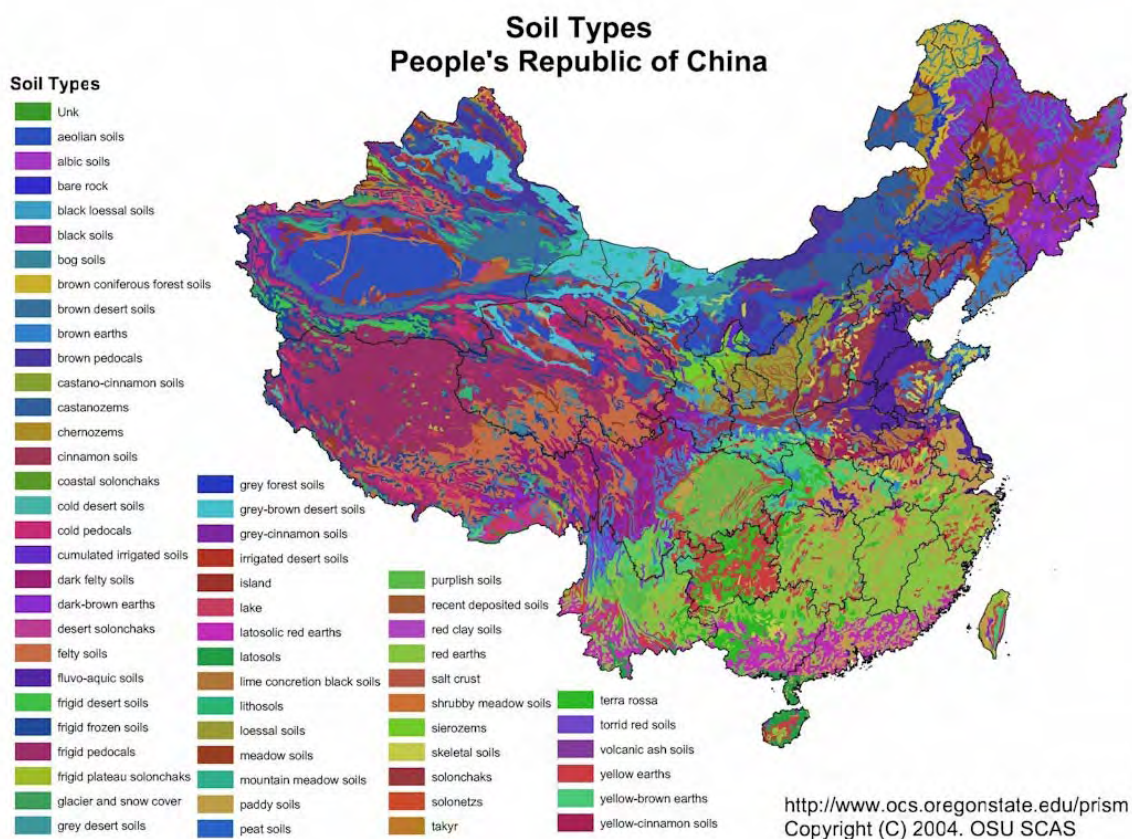 Soil Types
People's Republic of China
Soil Types
Unk
aeolian soils
albic soils
bare rock
black loessal soils
black soils
bog soils
brown coniferous forest soils
brown desert soils
brown earths
brown pedocals
castano-cinnamon soils
castanozems
chernozems
cinnamon soils
coastal solonchaks
cold desert soils
cold pedocals
cumulated irrigated soils
dark felty soils
dark-brown earths
desert solonchaks
felty soils
fluvo-aquic soils
frigid desert soils
frigid frozen soils
frigid pedocals
frigid plateau solonchaks
glacier and snow cover
grey desert soils
grey forest soils
grey-brown desert soils
grey-cinnamon soils
irrigated desert soils
island
lake
latosolic red earths
latosols
lime concretion black soils
lithosols
loessal soils
meadow soils
mountain meadow soils
paddy soils
peat soils
purplish soils
recent deposited soils
red clay soils
red earths
salt crust
shrubby meadow soils
sierozems
skeletal soils
solonchaks
solonetzs
takyr
terra rossa
torrid red soils
volcanic ash soils
yellow earths
yellow-brown earths
yellow-cinnamon soils
http://www.ocs.oregonstate.edu/prism
Copyright (C) 2004. OSU SCAS